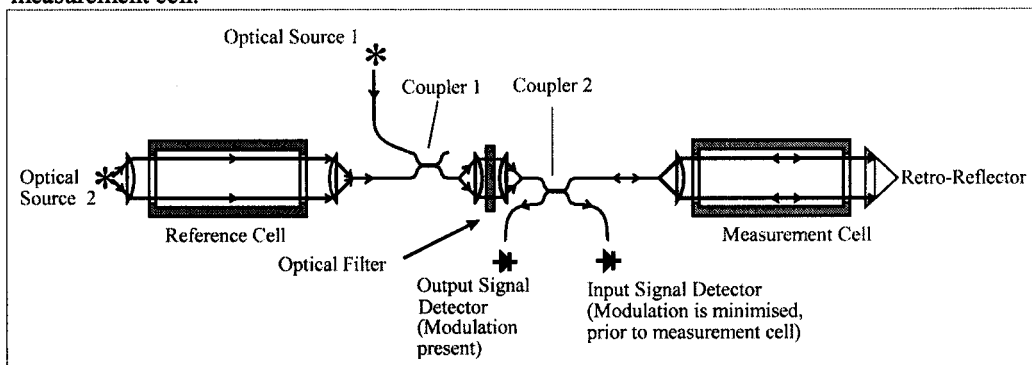 measurement cell.
Optical Source 1
Coupler 1
Coupler 2
Optical
Source 2
Reference Cell
Optical Filter
Measurement Cell
Retro-Reflector
Output Signal
Detector
(Modulation
present)
Input Signal Detector
(Modulation is minimised,
prior to measurement cell)